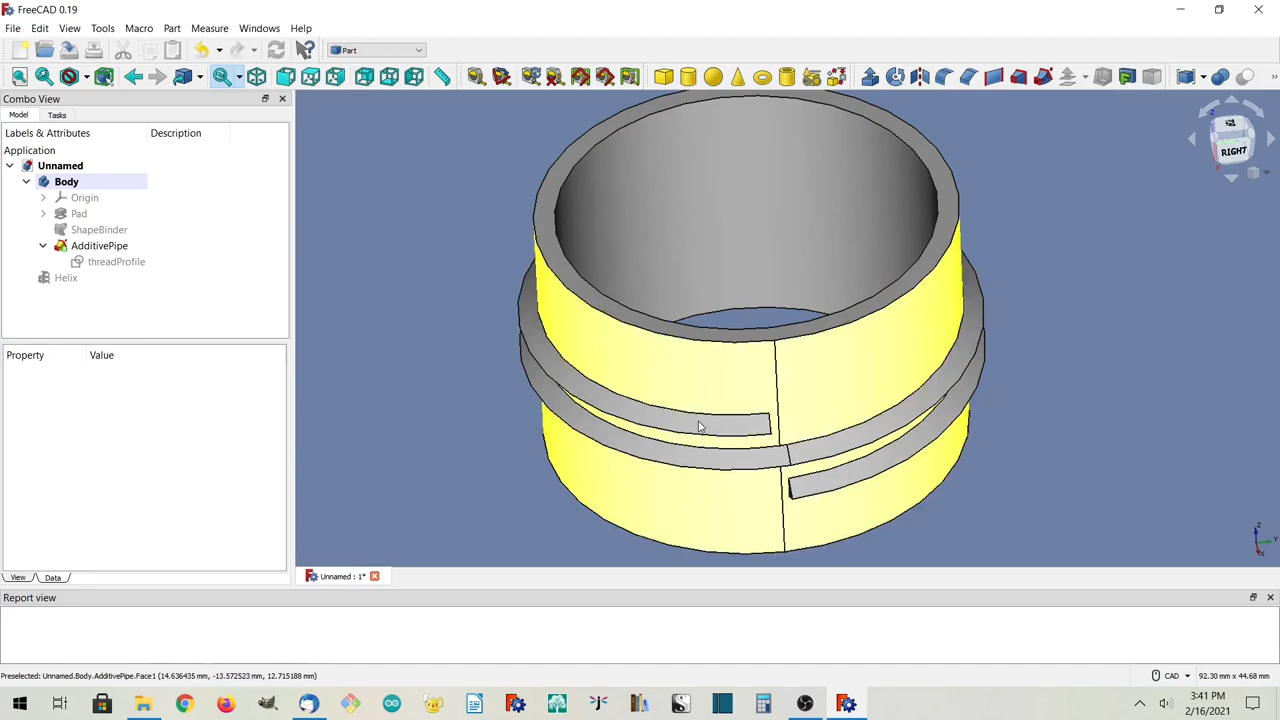 FreeCAD 0.19
File Edit View Tools Macro Part Measure Windows Help
Part
Combo View
Model Tasks
Labels & Attributes Description
Application
Unnamed
Body
Origin
Pad
ShapeBinder
AdditivePipe
threadProfile
Helix
Property Value
View Data
RIGHT
Z
Y
X
Unnamed : 1*
Report view
Preselected: Unnamed.Body.AdditivePipe.Face1 (14.636435 mm, -13.572523 mm, 12.715188 mm)
CAD
92.30 mm x 44.68 mm
3:41 PM
2/16/2021